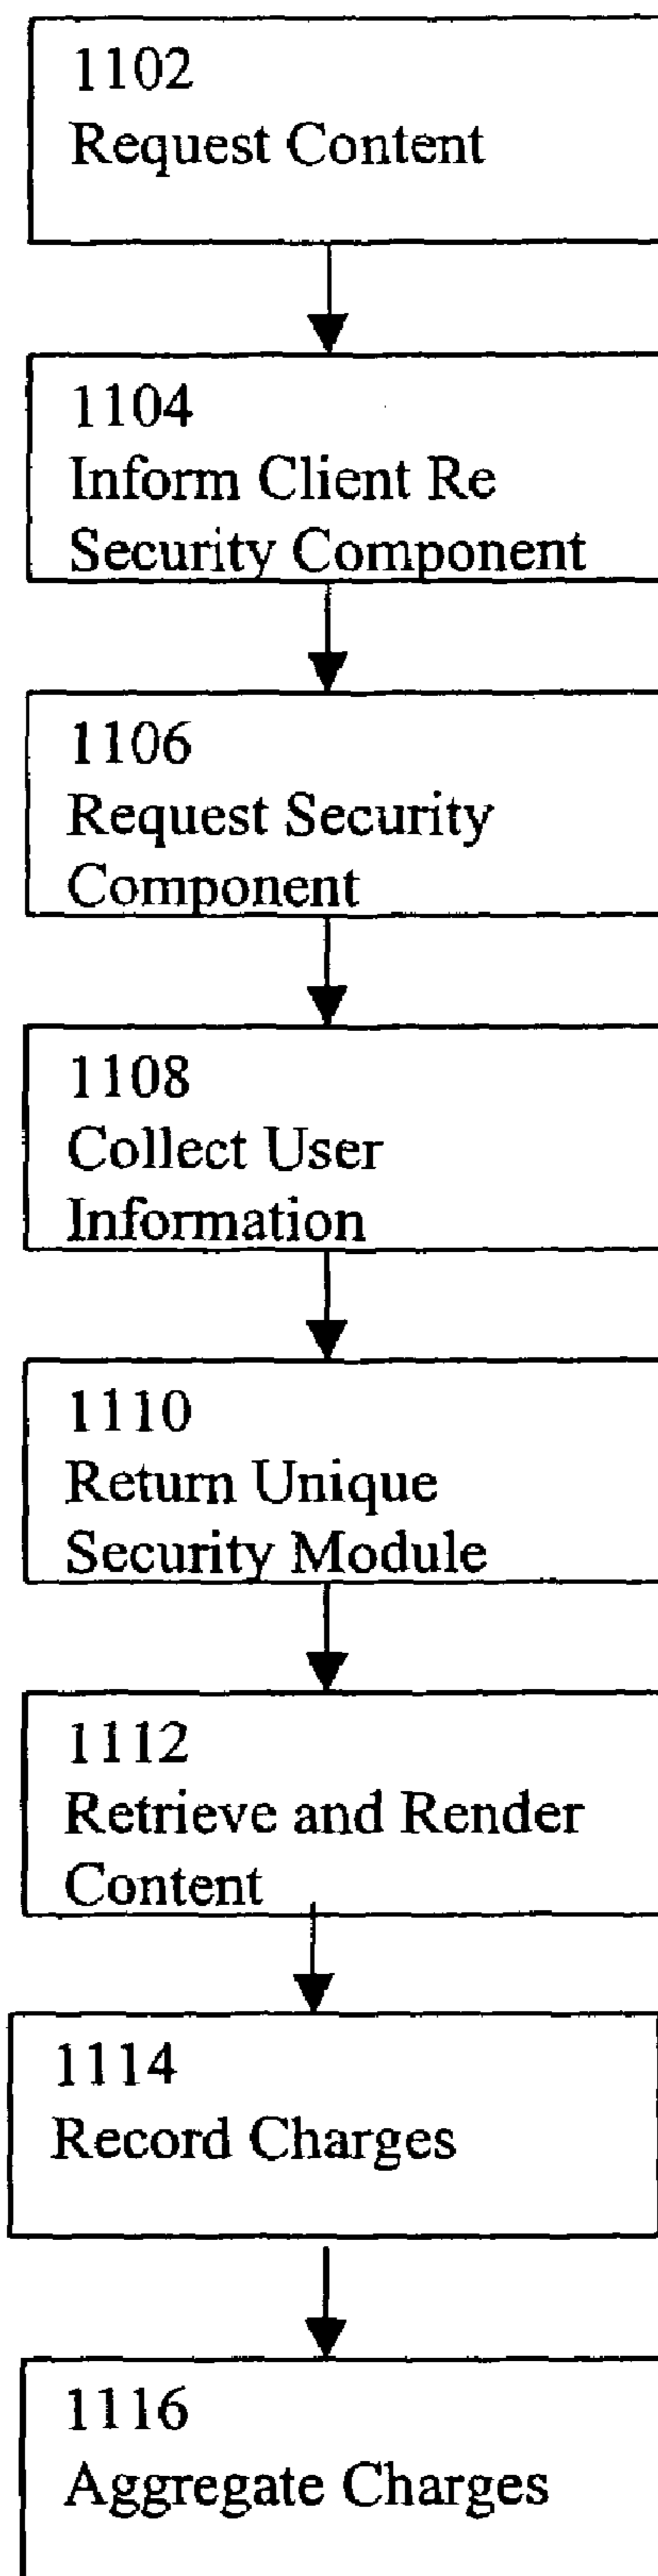 1102
Request Content
1104
Inform Client Re
Security Component
1106
Request Security
Component
1108
Collect User
Information
1110
Return Unique
Security Module
1112
Retrieve and Render
Content
1114
Record Charges
1116
Aggregate Charges